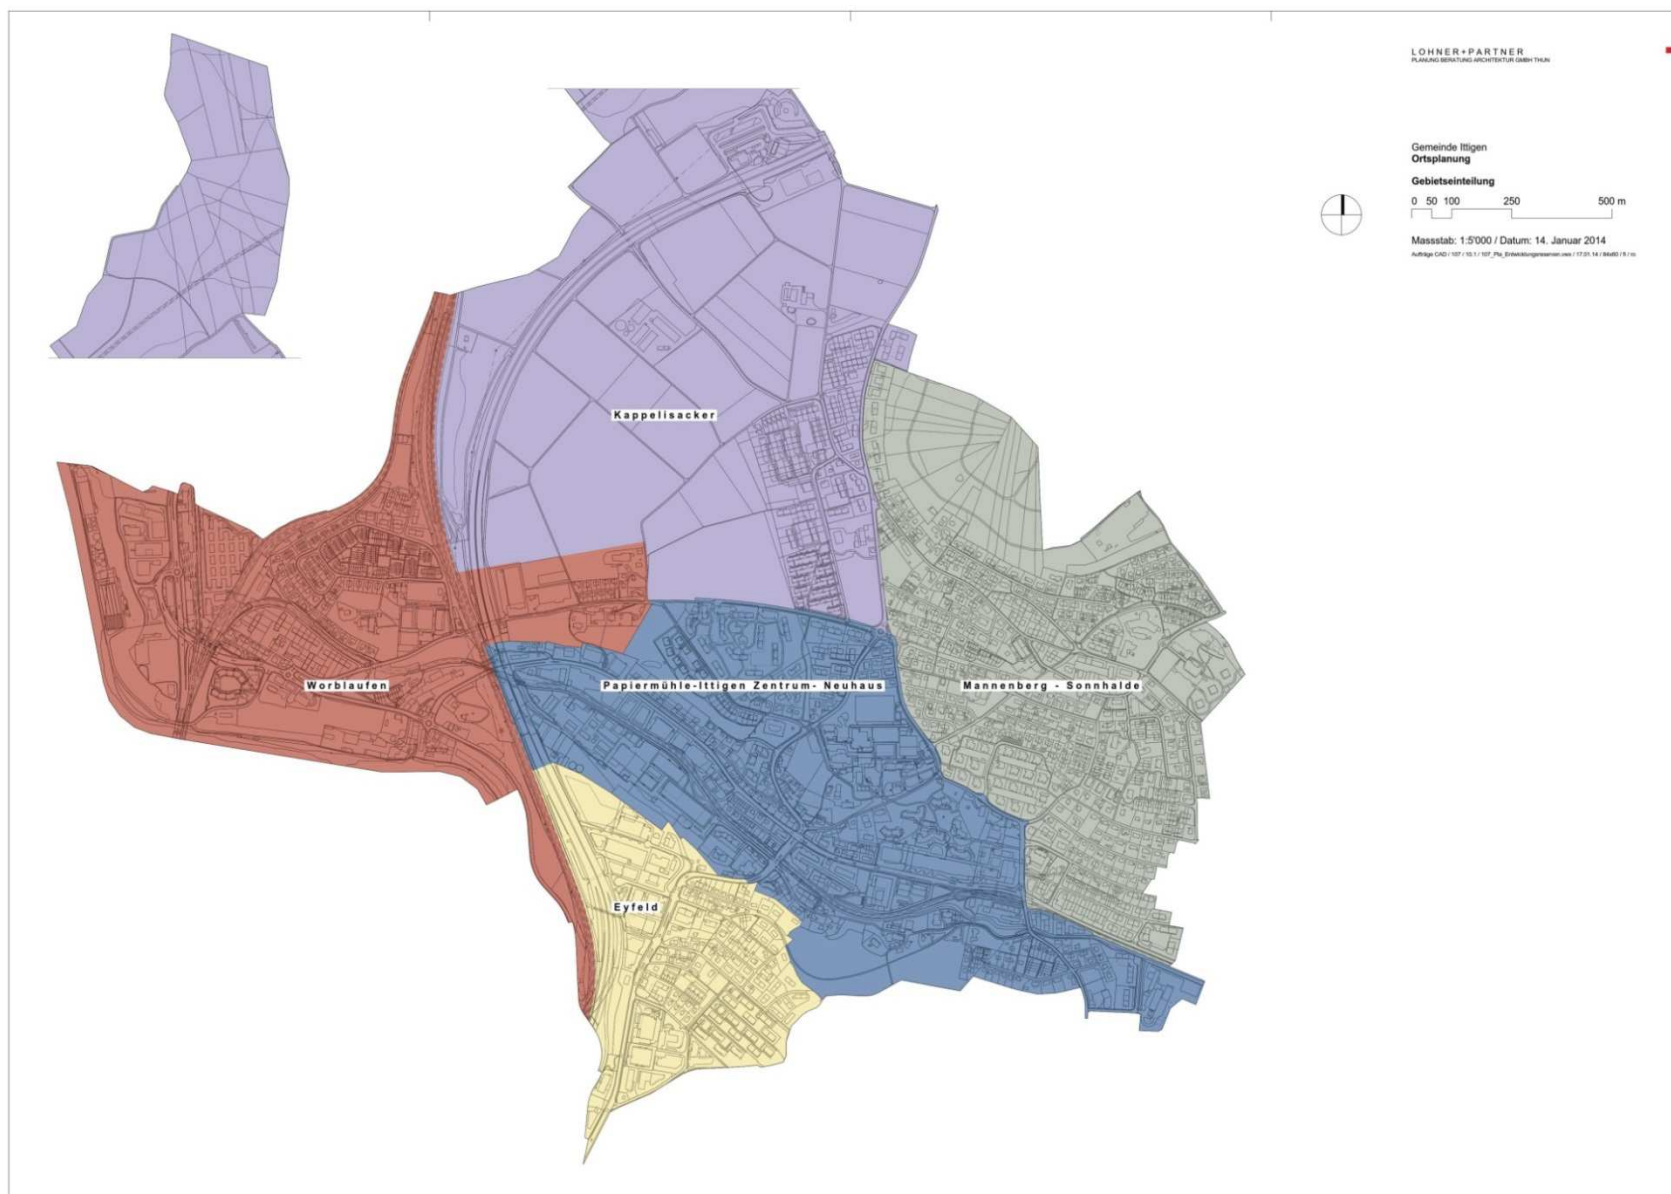 LOHNER+PARTNER
PLANUNG BERATUNG ARCHITEKTUR GMBH THUN
Gemeinde Ittigen
Ortsplanung
Gebietseinteilung
0 50 100 250 500 m
Massstab: 1:5'000 / Datum: 14. Januar 2014
Kappelisacker
Worblaufen
Papiermühle-Ittigen Zentrum- Neuhaus
Mannenberg - Sonnhalde
Eyfeld